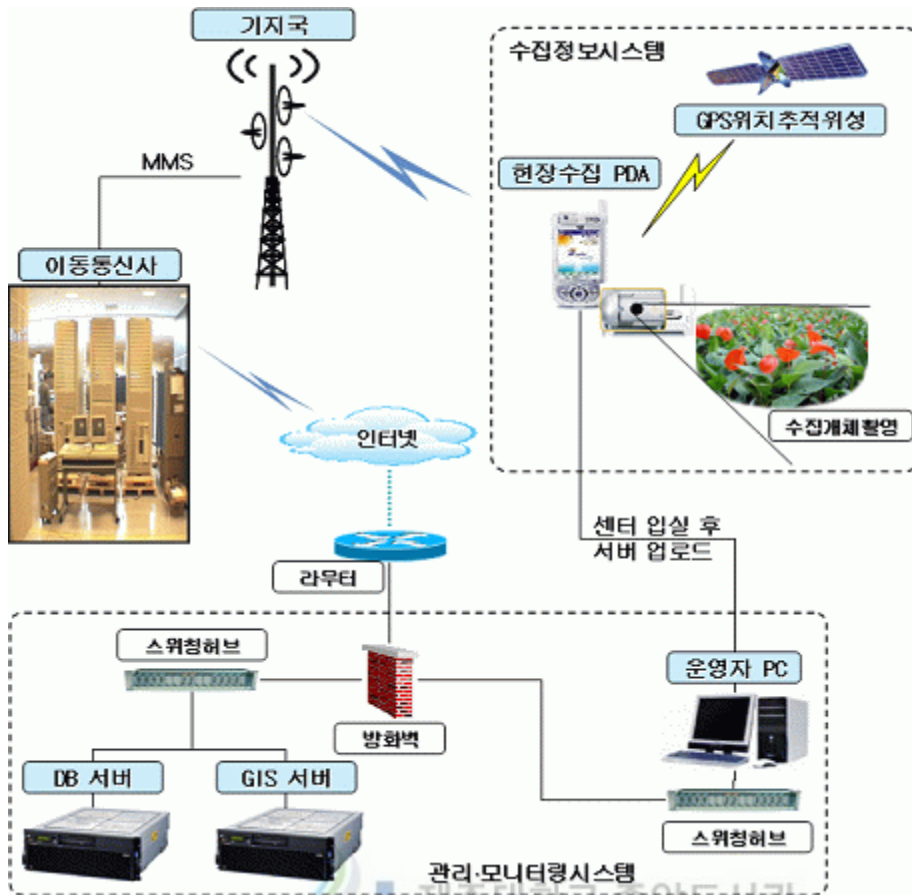 기지국
수집정보시스템
GPS위치추적위성
MMS
현장수집 PDA
이동통신사
인터넷
수집개체촬영
센터 입실 후
서버 업로드
라우터
스위칭허브
운영자 PC
방화벽
DB 서버
GIS 서버
스위칭허브
관리·모니터링시스템